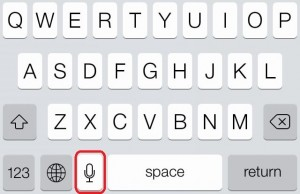 Q W E R T Y U I O P
A S D F G H J K L
Z X C V B N M
123 space return